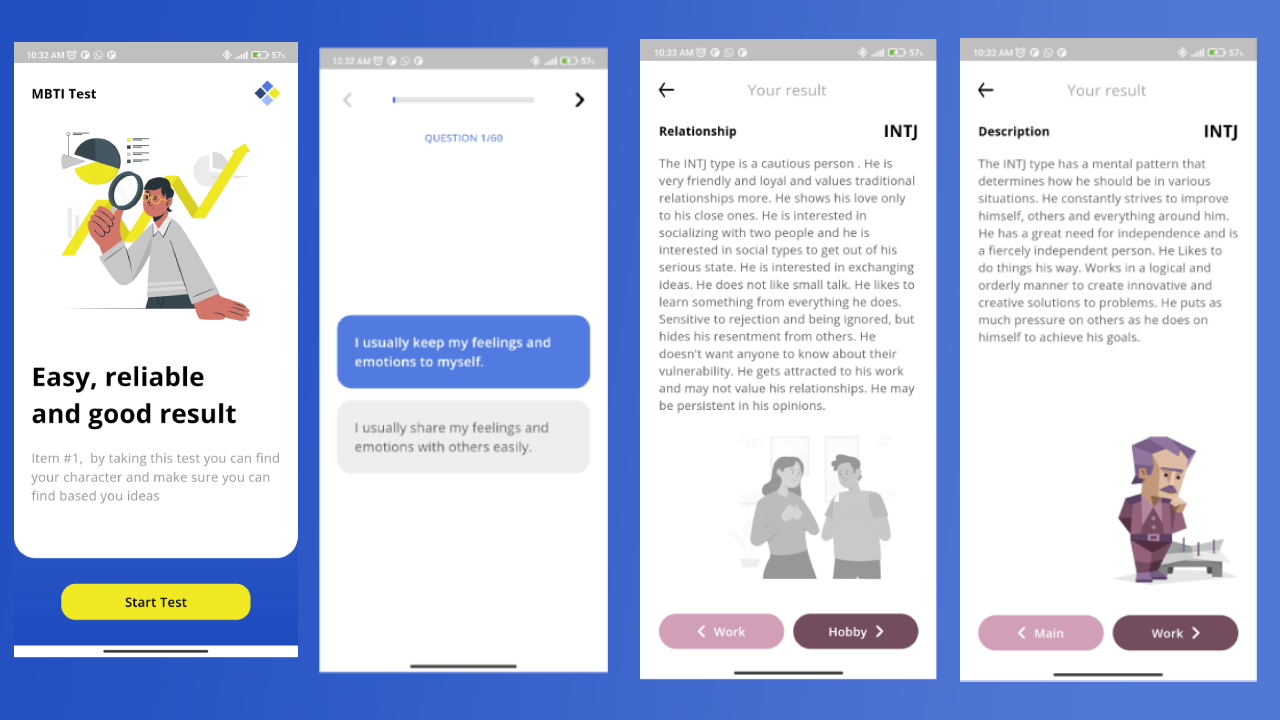 10:32 AM
57%
MBTI Test
Easy, reliable
and good result
Item #1,  by taking this test you can find
your character and make sure you can
find based you ideas
Start Test
10:32 AM
57%
QUESTION 1/60
I usually keep my feelings and
emotions to myself.
I usually share my feelings and
emotions with others easily.
10:33 AM
57%
Your result
Relationship
INTJ
The INTJ type is a cautious person . He is
very friendly and loyal and values traditional
relationships more. He shows his love only
to his close ones. He is interested in
socializing with two people and he is
interested in social types to get out of his
serious state. He is interested in exchanging
ideas. He does not like small talk. He likes to
learn something from everything he does.
Sensitive to rejection and being ignored, but
hides his resentment from others. He
doesn't want anyone to know about their
vulnerability. He gets attracted to his work
and may not value his relationships. He may
be persistent in his opinions.
Work
Hobby
10:33 AM
57%
Your result
Description
INTJ
The INTJ type has a mental pattern that
determines how he should be in various
situations. He constantly strives to improve
himself, others and everything around him.
He has a great need for independence and is
a fiercely independent person. He Likes to
do things his way. Works in a logical and
orderly manner to create innovative and
creative solutions to problems. He puts as
much pressure on others as he does on
himself to achieve his goals.
Main
Work